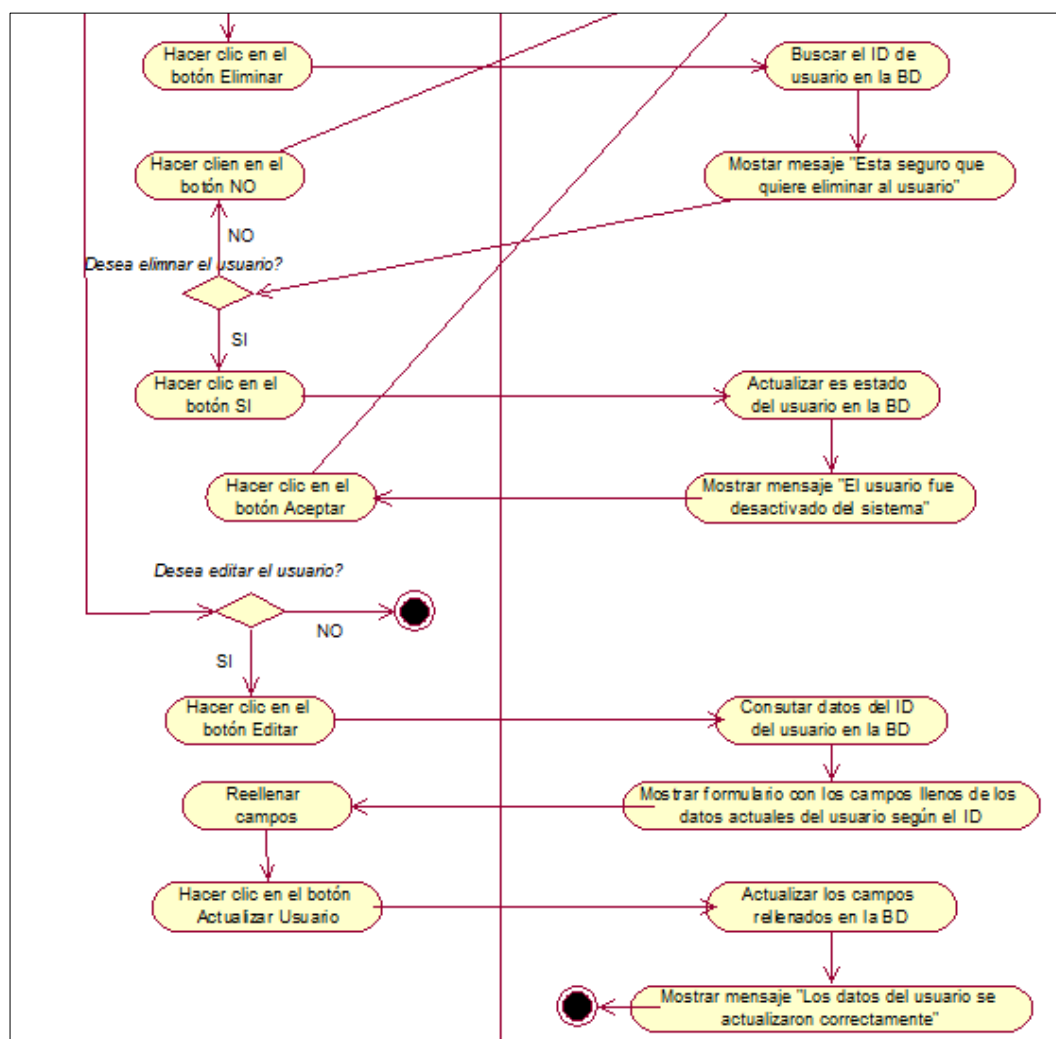 Hacer clic en el
botón Eliminar
Buscar el ID de
usuario en la BD
Hacer clien en el
botón NO
Mostar mesaje "Esta seguro que
quiere eliminar al usuario"
NO
Desea elimnar el usuario?
SI
Hacer clic en el
botón SI
Actualizar es estado
del usuario en la BD
Hacer clic en el
botón Aceptar
Mostrar mensaje "El usuario fue
desactivado del sistema"
Desea editar el usuario?
NO
SI
Hacer clic en el
botón Editar
Consutar datos del ID
del usuario en la BD
Reellenar
campos
Mostrar formulario con los campos llenos de los
datos actuales del usuario según el ID
Hacer clic en el botón
Actualizar Usuario
Actualizar los campos
rellenados en la BD
Mostrar mensaje "Los datos del usuario se
actualizaron correctamente"